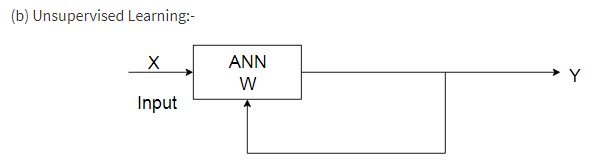 (b) Unsupervised Learning:-
X
ANN
W
Y
Input